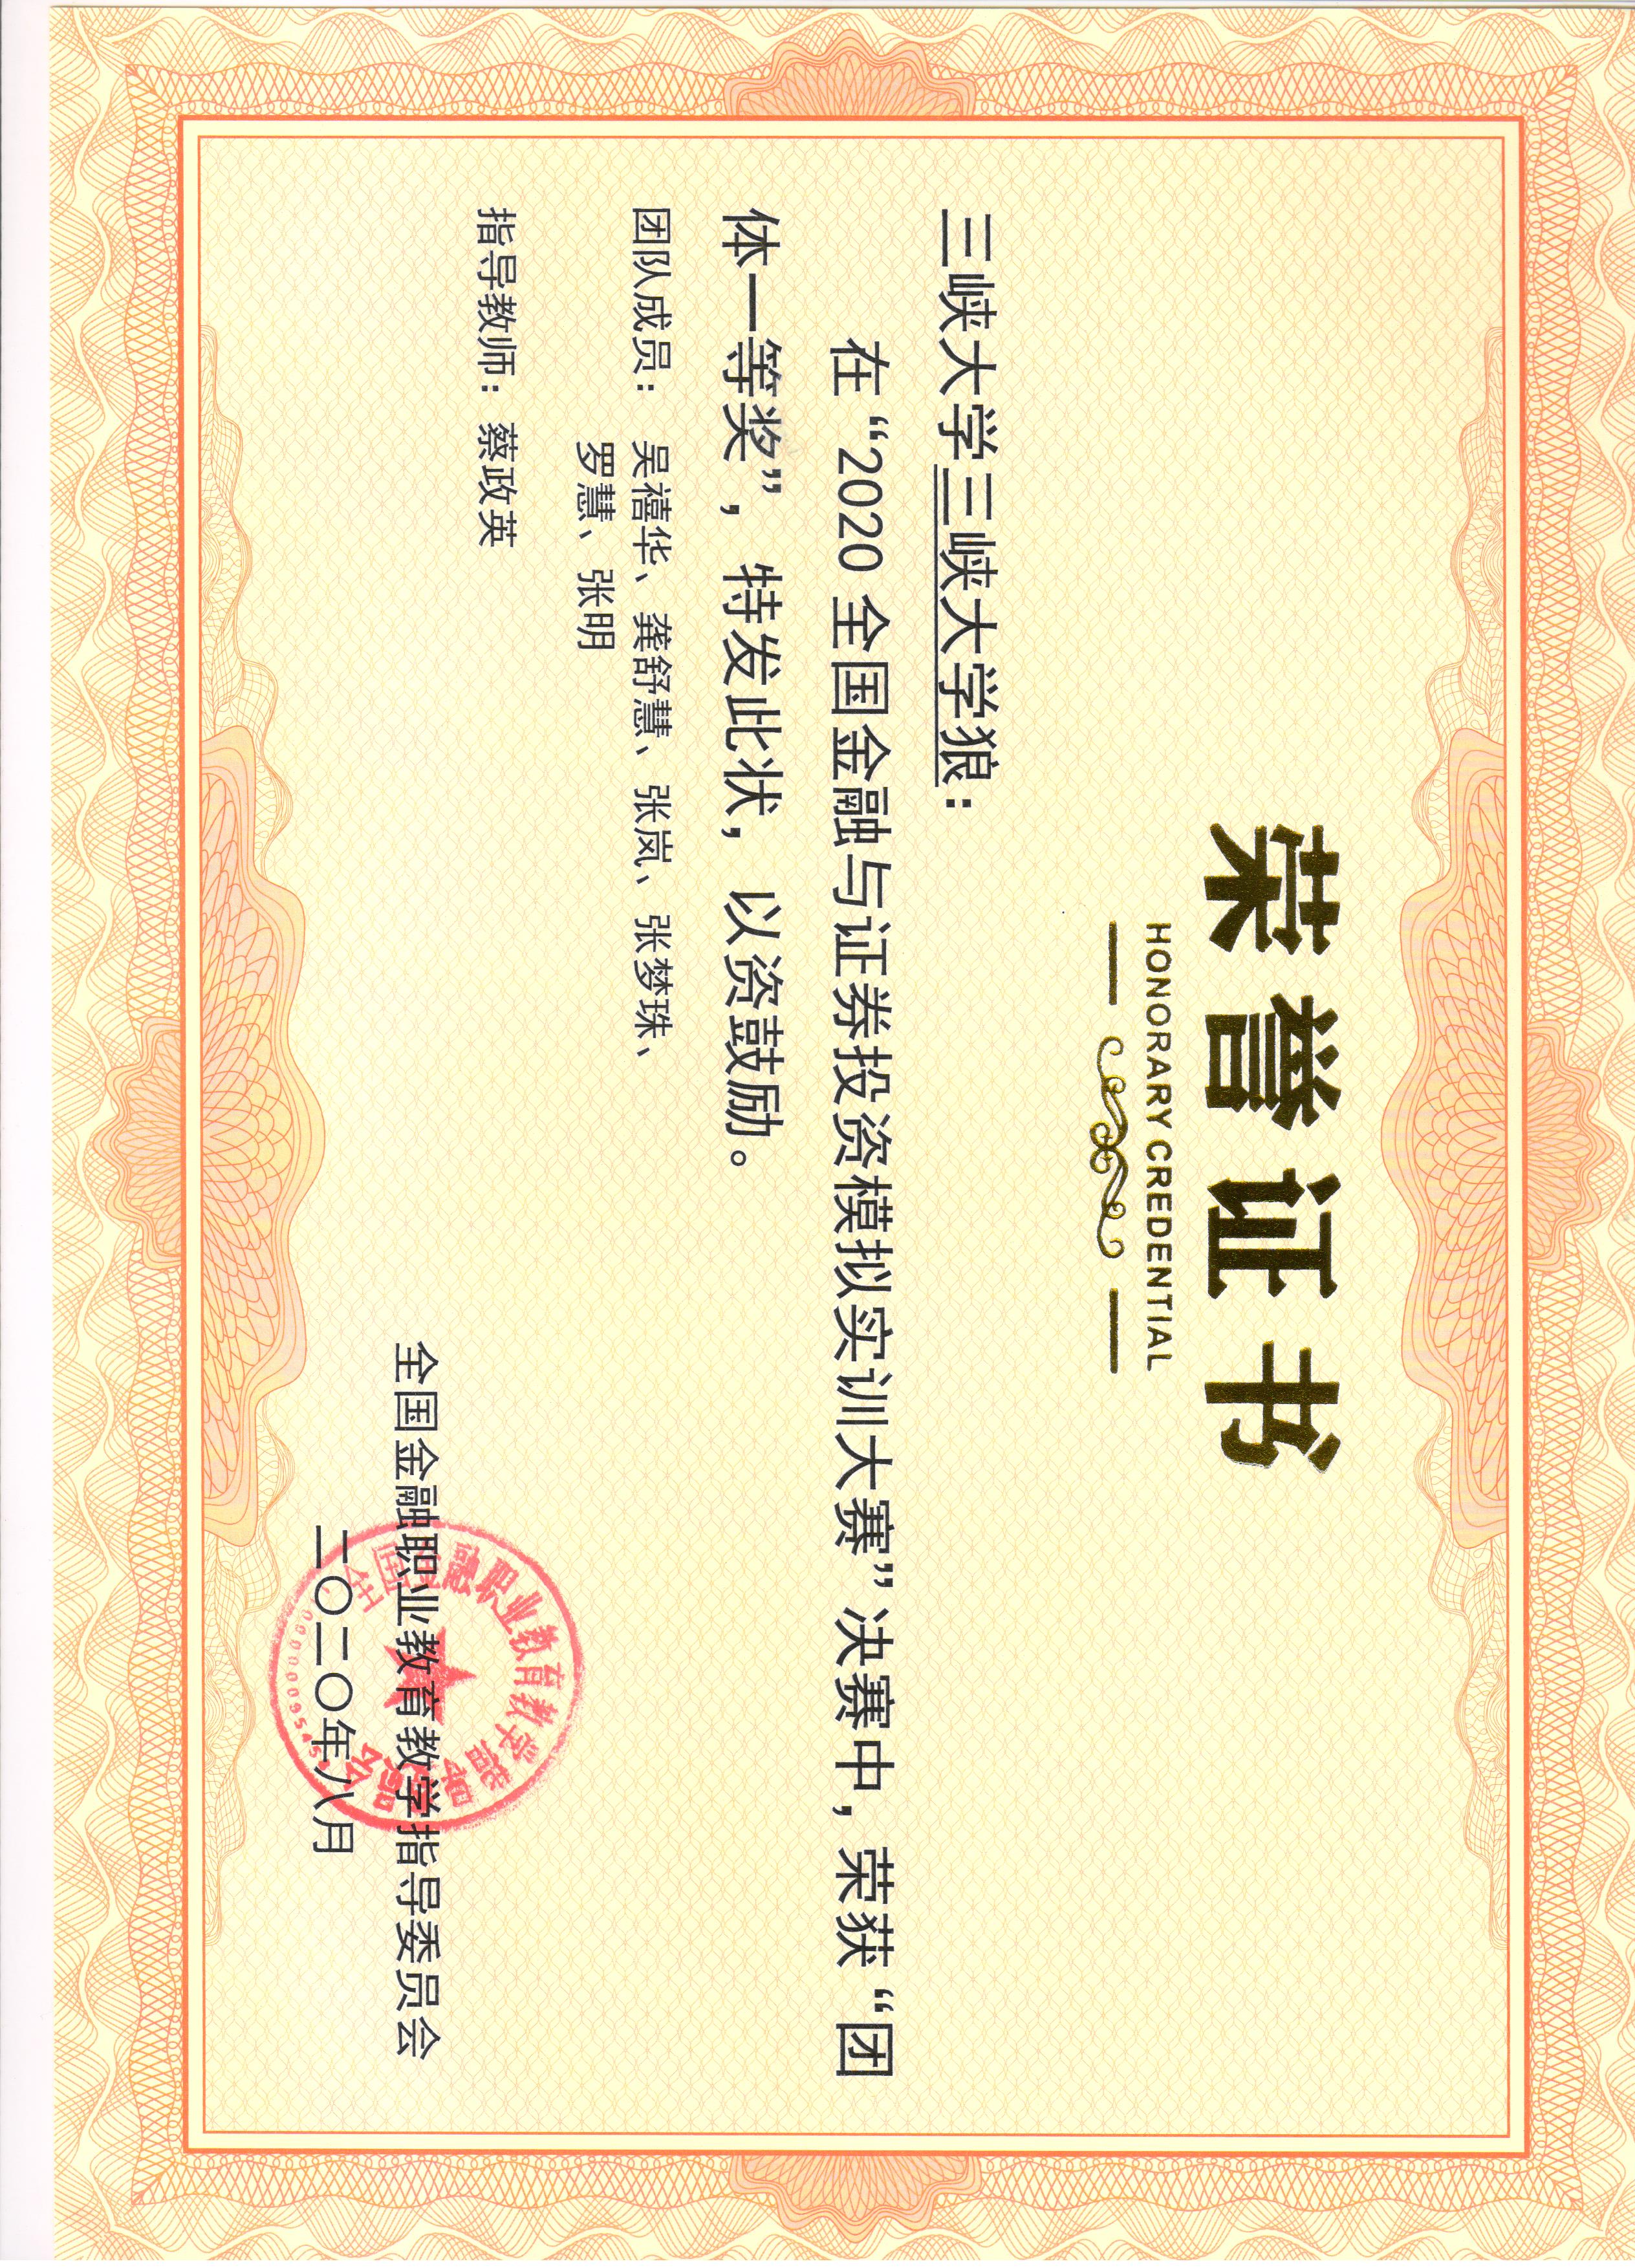 荣誉证书
HONORARY CREDENTIAL
三峡大学三峡大学狼：
在“2020 全国金融与证券投资模拟实训大赛”决赛中，荣获“团
体一等奖”，特发此状，以资鼓励。
团队成员： 吴禧华、龚舒慧、张岚、张梦珠、
罗慧、张明
指导教师：蔡政英
全国金融职业教育教学指导委员会
全国金融职业教育教学指导委员会
二〇二〇年八月